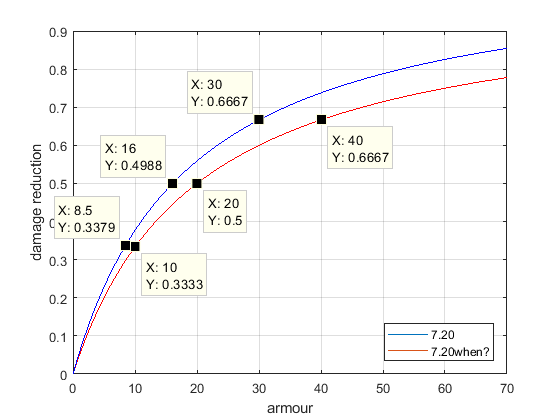 0.9
0.8
0.7
0.6
0.5
0.3
0.2
0.1
0
damage reduction
X: 30
Y: 0.6667
X: 16
Y: 0.4988
X: 40
Y: 0.6667
X: 8.5
Y: 0.3379
X: 20
Y: 0.5
X: 10
Y: 0.3333
7.20
7.20when?
0 10 20 30 40 50 60 70
armour